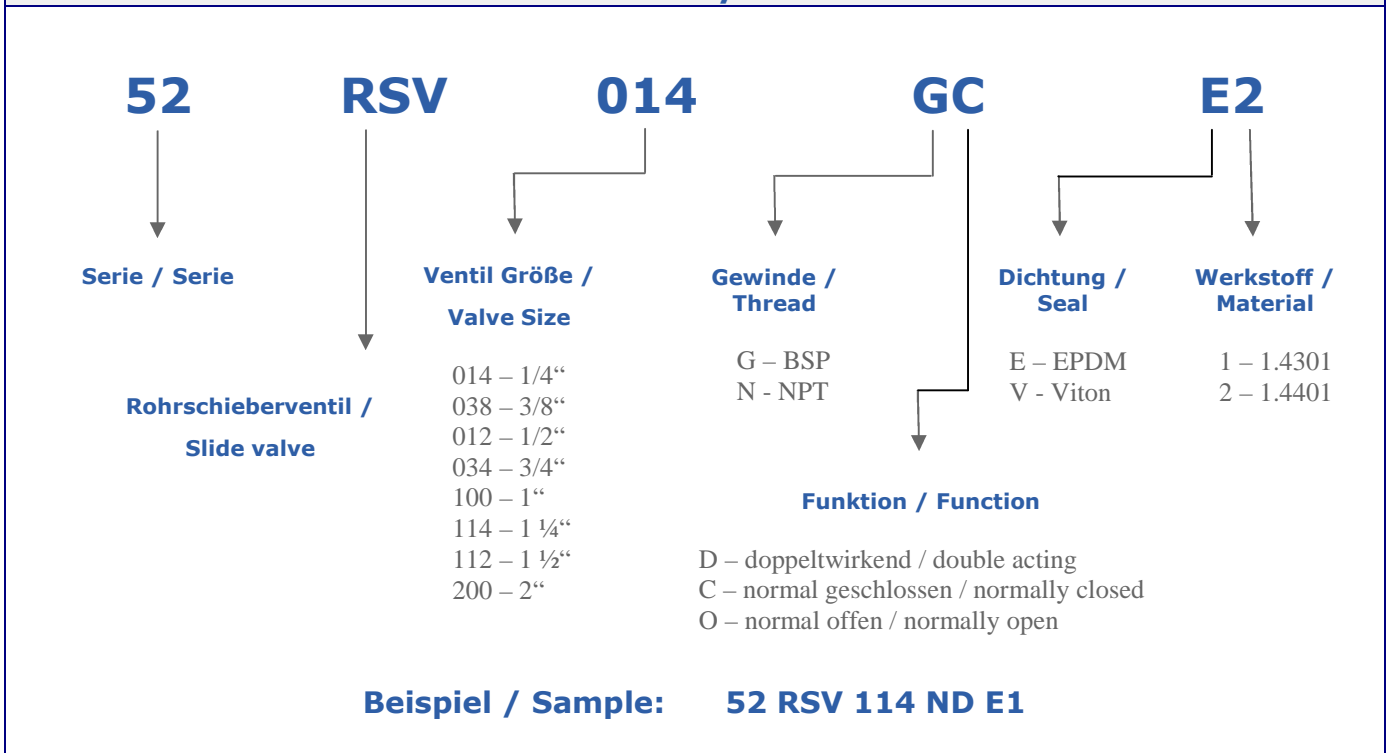 52 RSV 014 GC E2
Serie / Serie
Rohrschieberventil /
Slide valve
Ventil Größe /
Valve Size
014 – 1/4“
038 – 3/8“
012 – 1/2“
034 – 3/4“
100 – 1“
114 – 1 ¼“
112 – 1 ½“
200 – 2“
Gewinde /
Thread
G – BSP
N - NPT
Funktion / Function
D – doppeltwirkend / double acting
C – normal geschlossen / normally closed
O – normal offen / normally open
Dichtung /
Seal
E – EPDM
V - Viton
Werkstoff /
Material
1 – 1.4301
2 – 1.4401
Beispiel / Sample: 52 RSV 114 ND E1